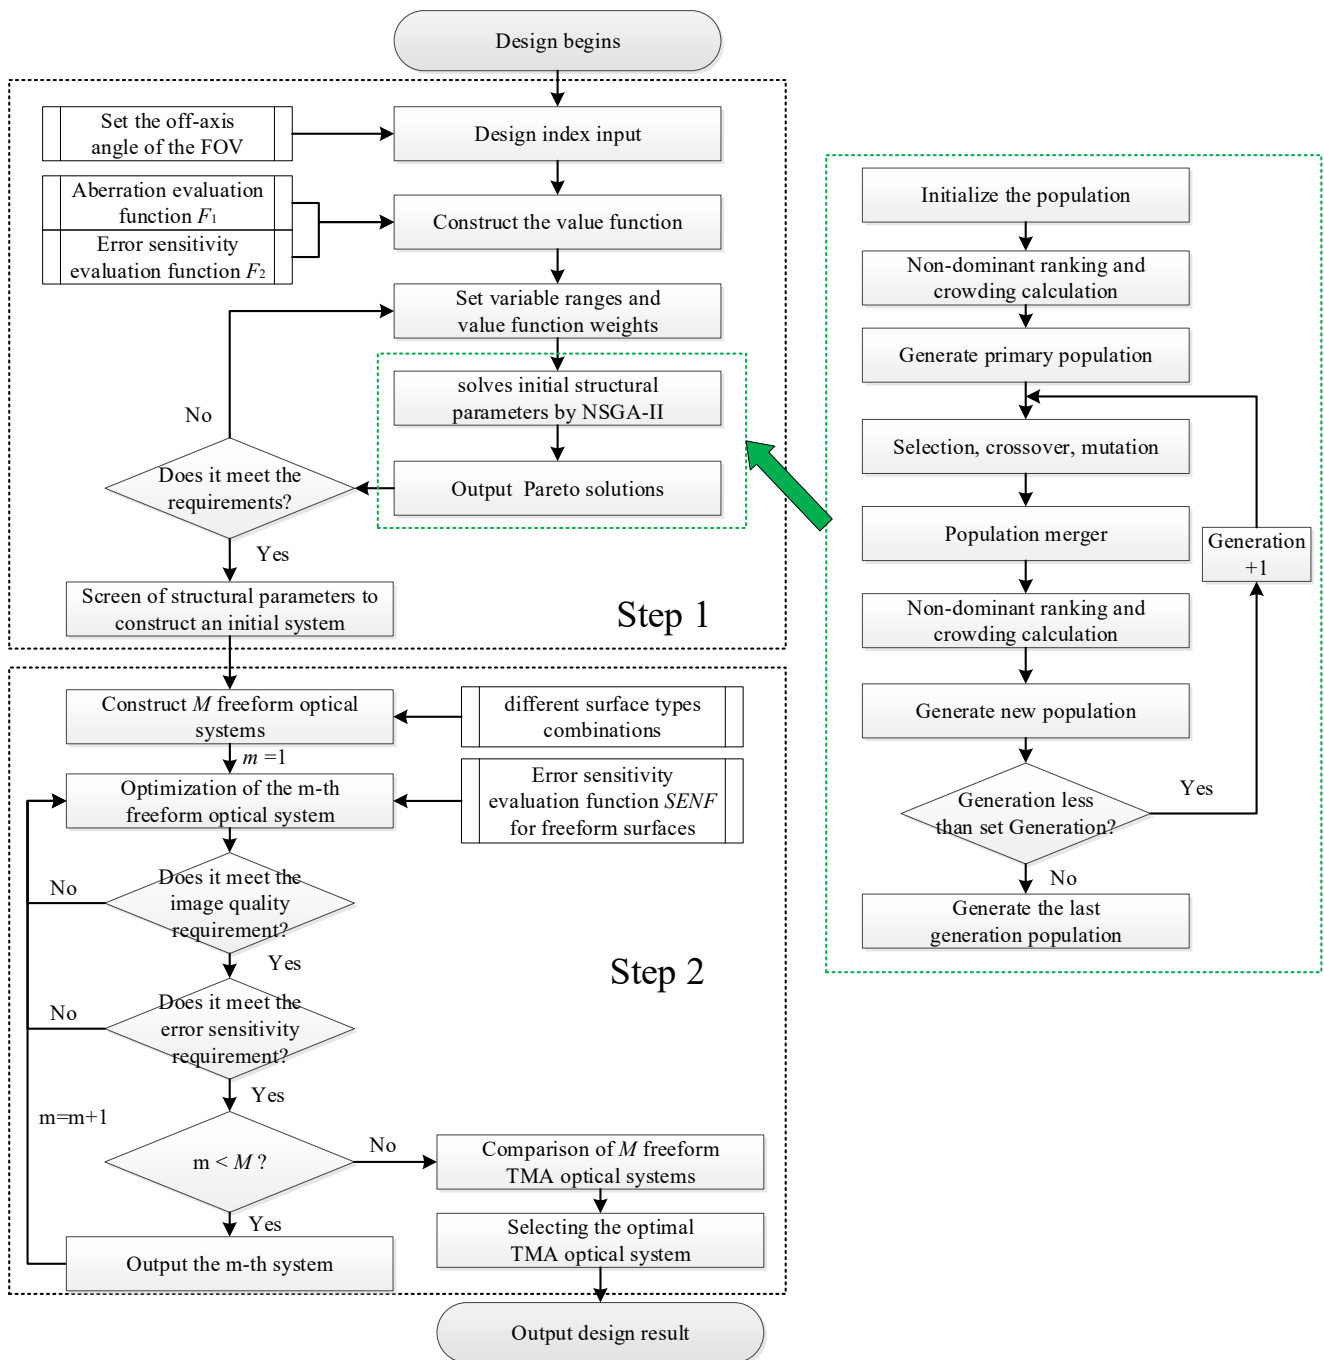 Design begins
Set the off-axis
angle of the FOV
Design index input
Aberration evaluation
function F1
Error sensitivity
evaluation function F2
Construct the value function
Set variable ranges and
value function weights
solves initial structural
parameters by NSGA-II
Output Pareto solutions
No
Does it meet the
requirements?
Yes
Screen of structural parameters to
construct an initial system
Step 1
Initialize the population
Non-dominant ranking and
crowding calculation
Generate primary population
Selection, crossover, mutation
Population merger
Generation
+1
Non-dominant ranking and
crowding calculation
Generate new population
Generation less
than set Generation?
Yes
No
Generate the last
generation population
Construct M freeform optical
systems
different surface types
combinations
m =1
Optimization of the m-th
freeform optical system
Error sensitivity
evaluation function SENF
for freeform surfaces
No
Does it meet the
image quality
requirement?
Yes
Step 2
No
Does it meet the
error sensitivity
requirement?
Yes
m=m+1
m < M ?
No
Comparison of M freeform
TMA optical systems
Yes
Selecting the optimal
TMA optical system
Output the m-th system
Output design result